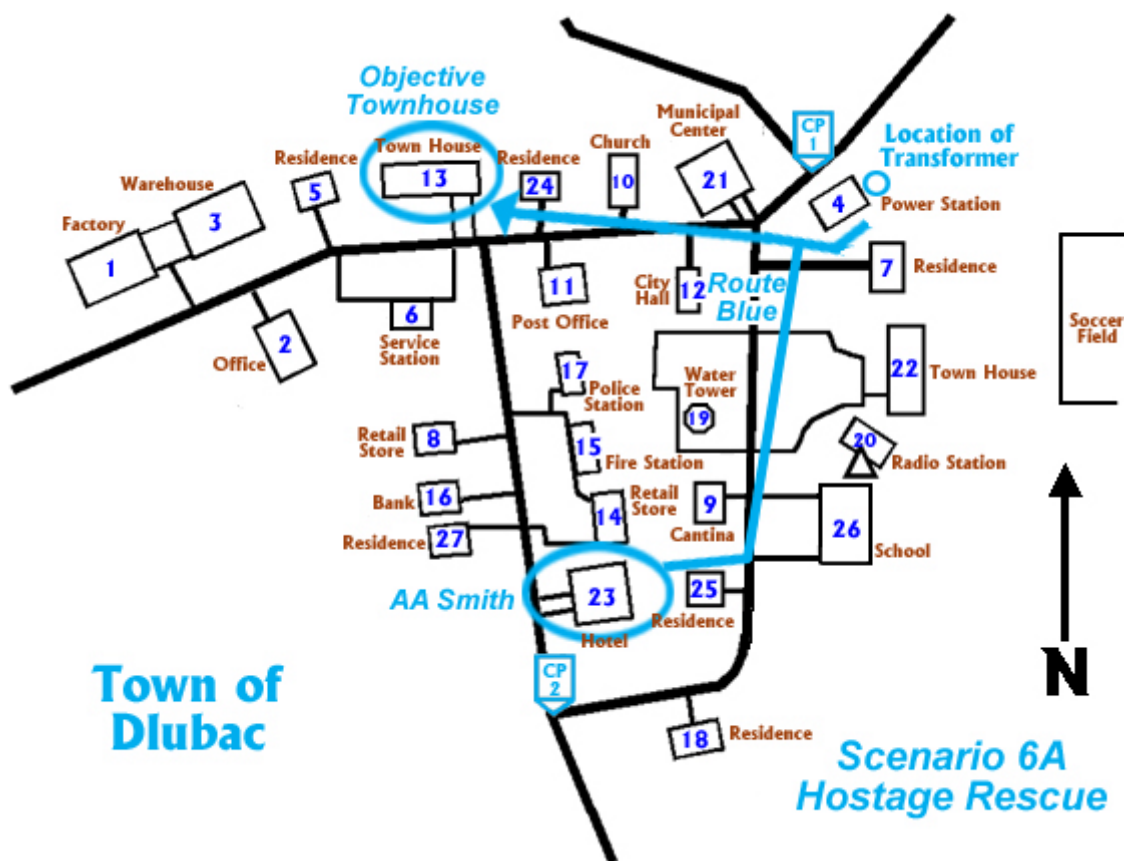 Objective
Townhouse
Municipal
Center
CP
1
Location of
Transformer
Church
Town House
Residence
Residence
Warehouse
Factory
13
24
10
21
4
Power Station
5
3
1
7
Residence
11
Post Office
City
Hall
12
Route
Blue
6
Service
Station
Office
2
Soccer
Field
22
Town House
Water
Tower
19
17
Police
Station
20
Radio Station
Retail
Store
8
15
Fire Station
Bank
16
14
Retail
Store
9
Cantina
26
School
Residence
27
AA Smith
23
Hotel
25
Residence
N
Town of
Dlubac
CP
2
18
Residence
Scenario 6A
Hostage Rescue